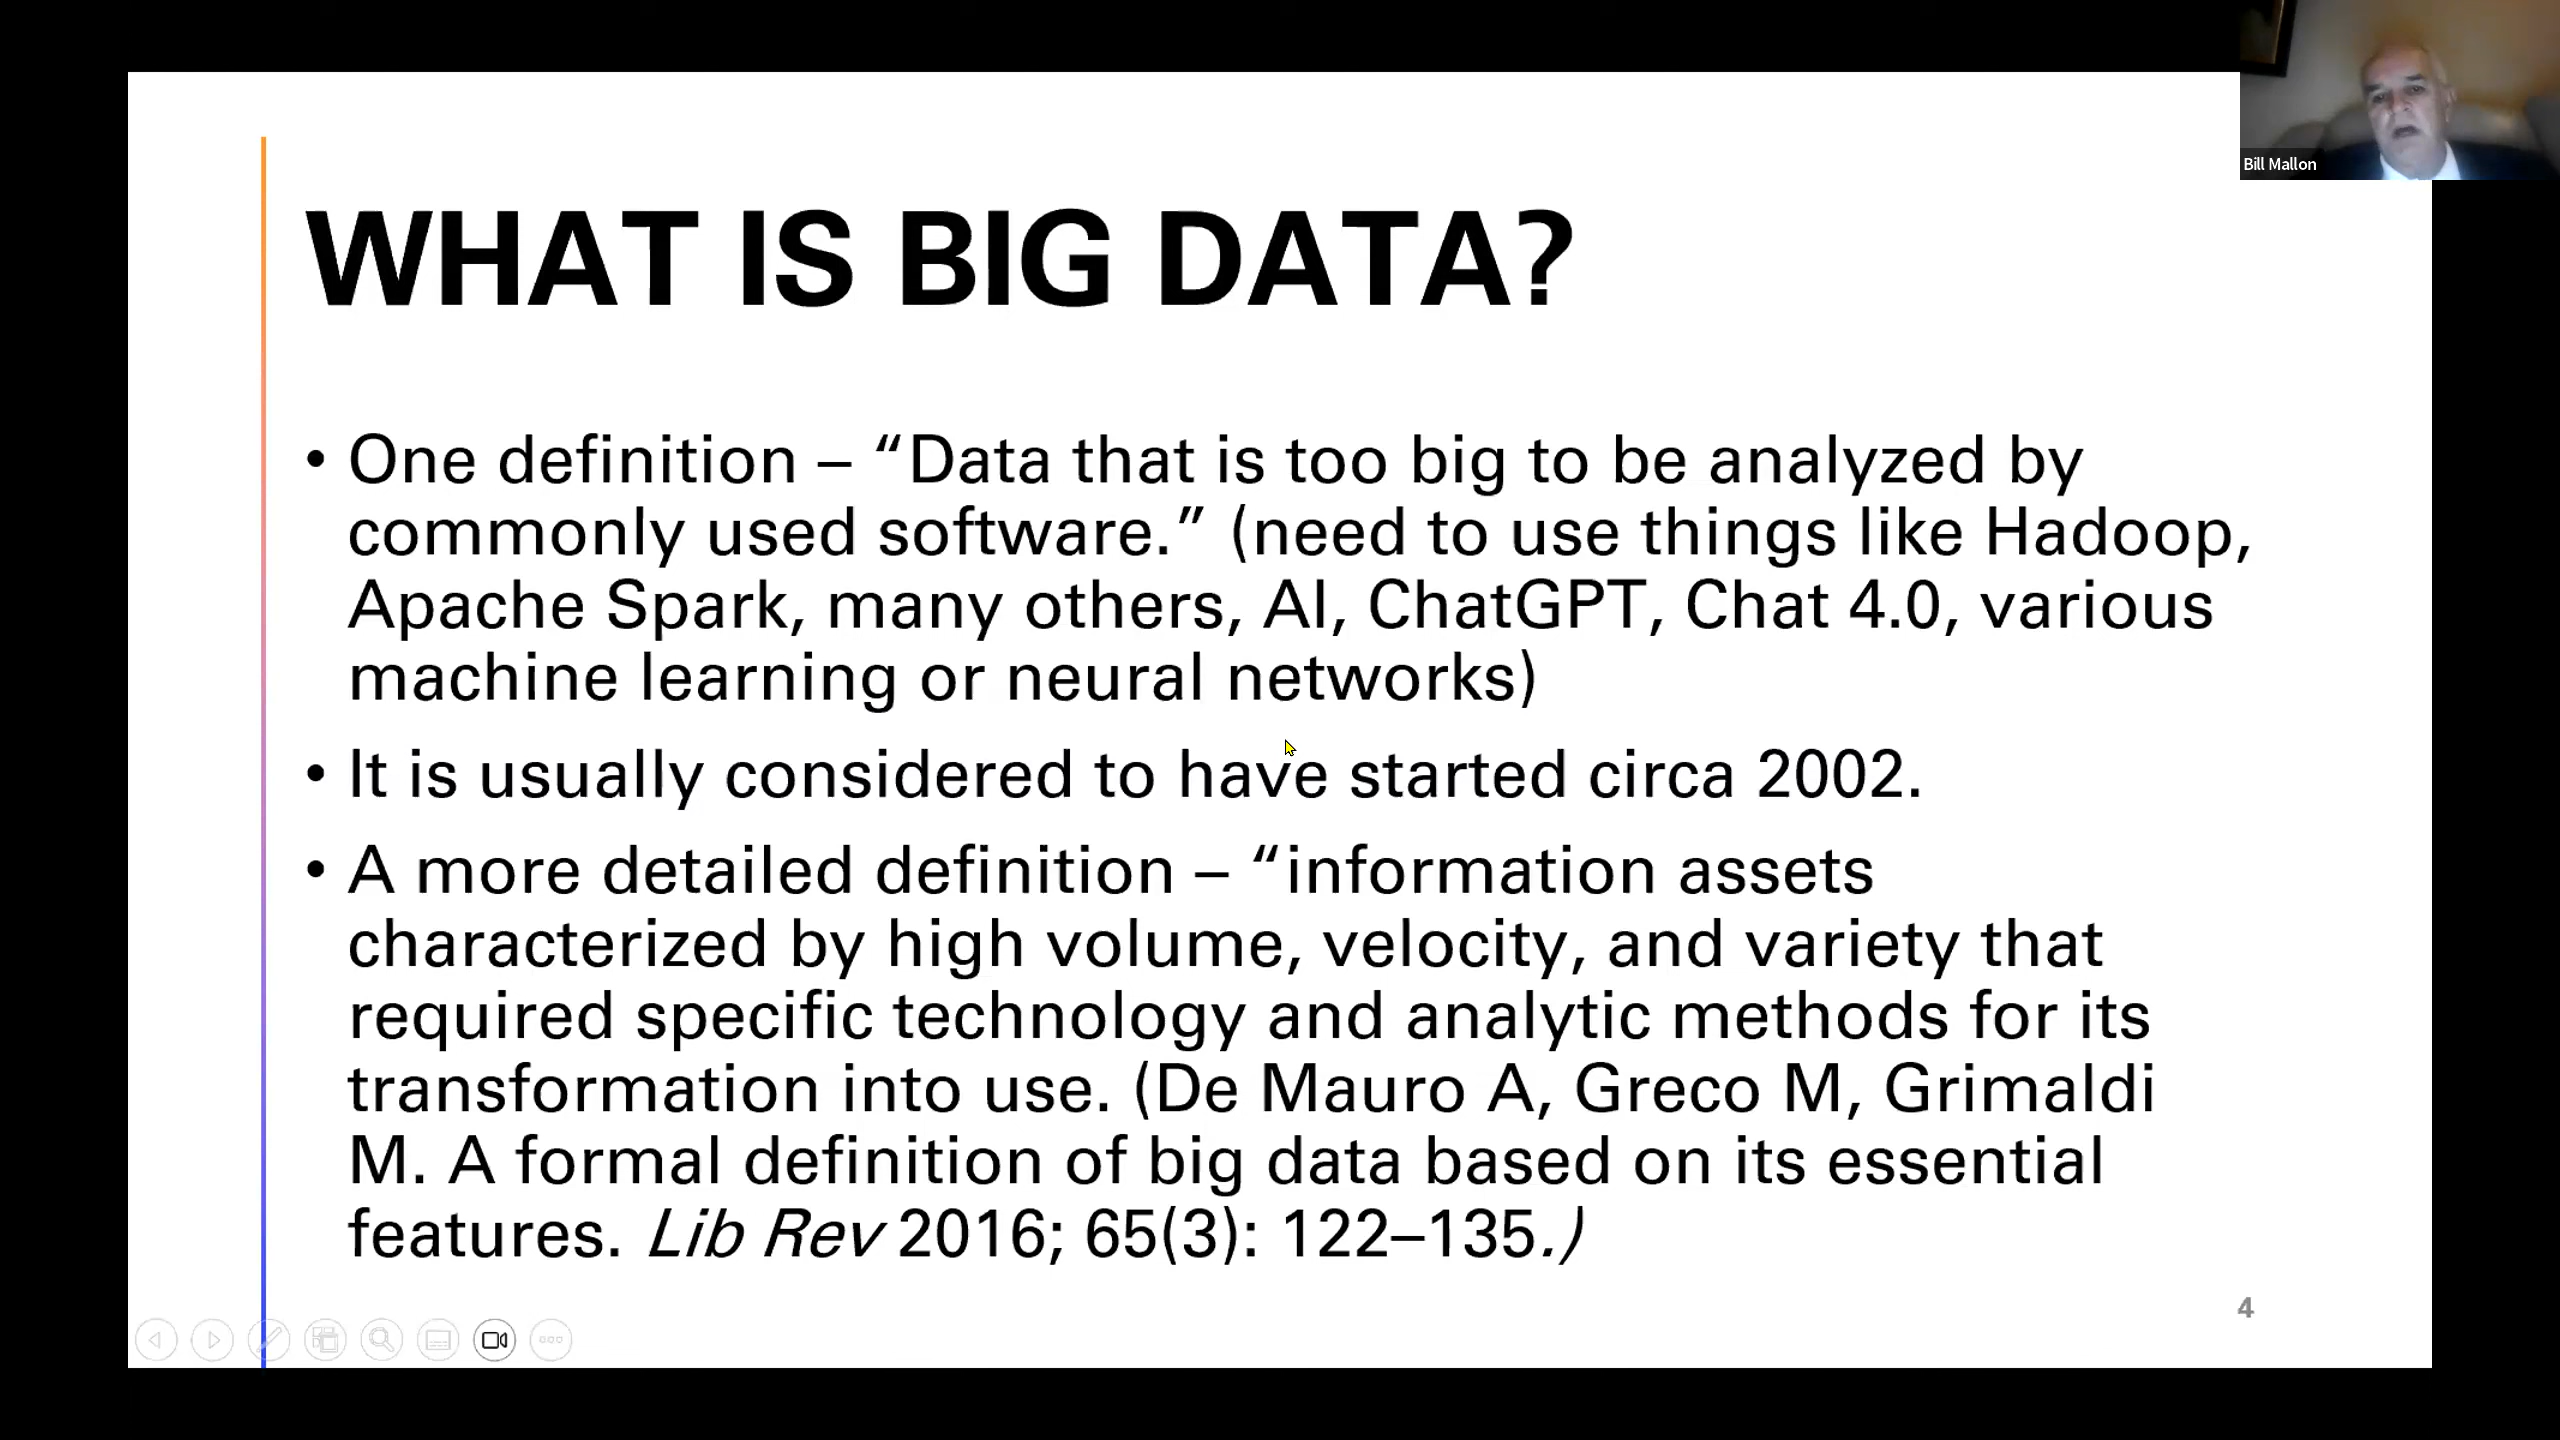 Bill Mallon
WHAT IS BIG DATA?
• One definition – “Data that is too big to be analyzed by
commonly used software.” (need to use things like Hadoop,
Apache Spark, many others, AI, ChatGPT, Chat 4.0, various
machine learning or neural networks)
• It is usually considered to have started circa 2002.
• A more detailed definition – “information assets
characterized by high volume, velocity, and variety that
required specific technology and analytic methods for its
transformation into use. (De Mauro A, Greco M, Grimaldi
M. A formal definition of big data based on its essential
features. Lib Rev 2016; 65(3): 122–135.)
4